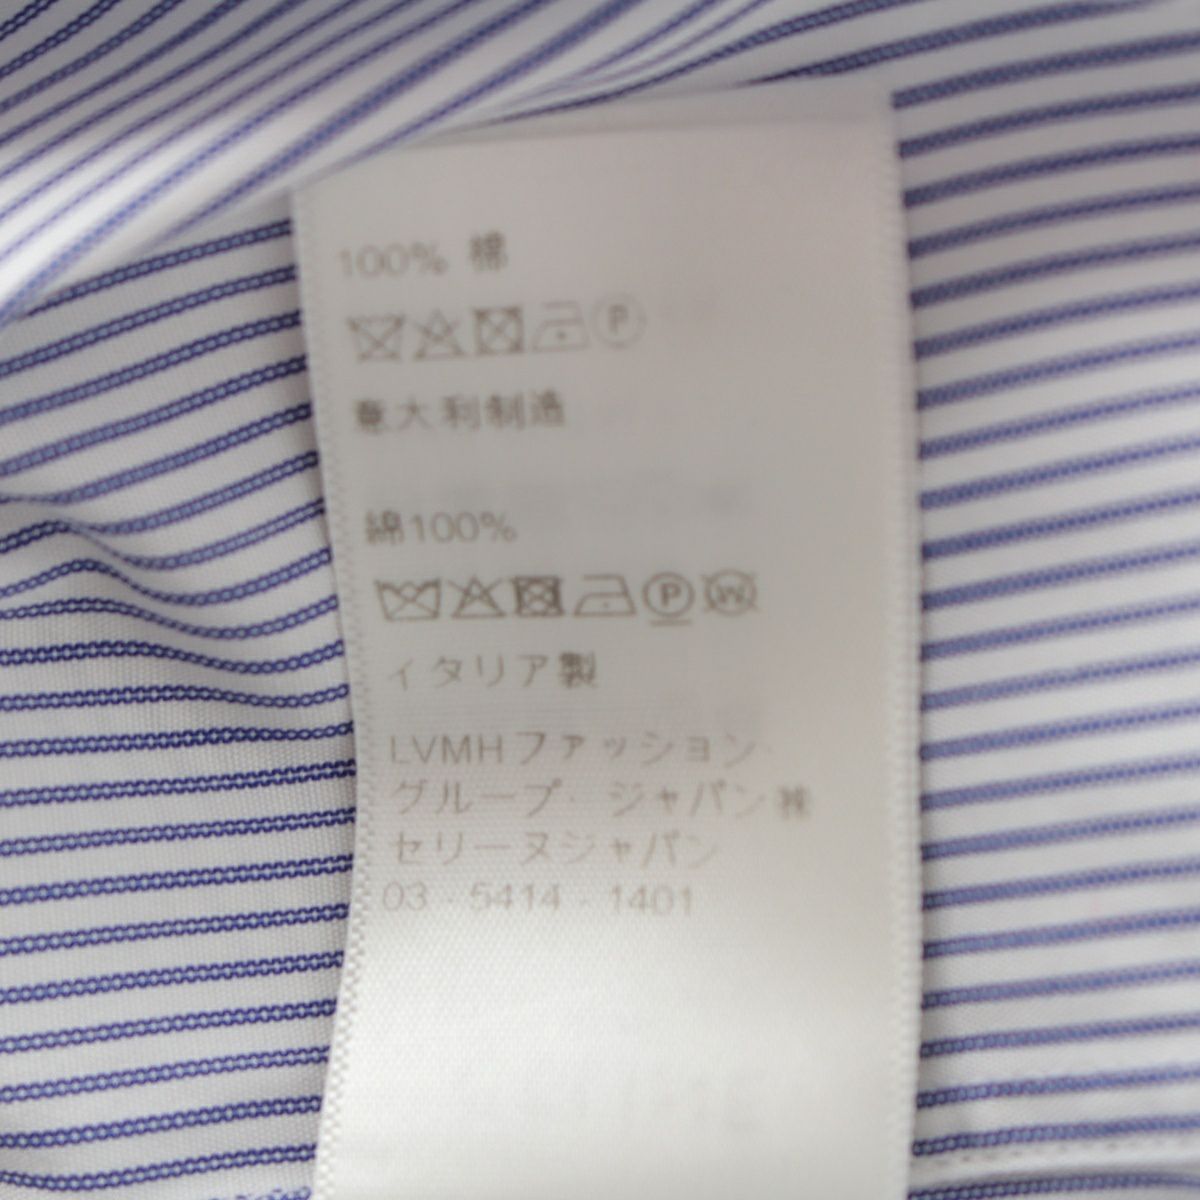 100% 棉
P
意大利制造
綿100%
P W
イタリア製
LVMHファッション
グループ・ジャパン㈱
セリーヌジャパン
03-5414-1401